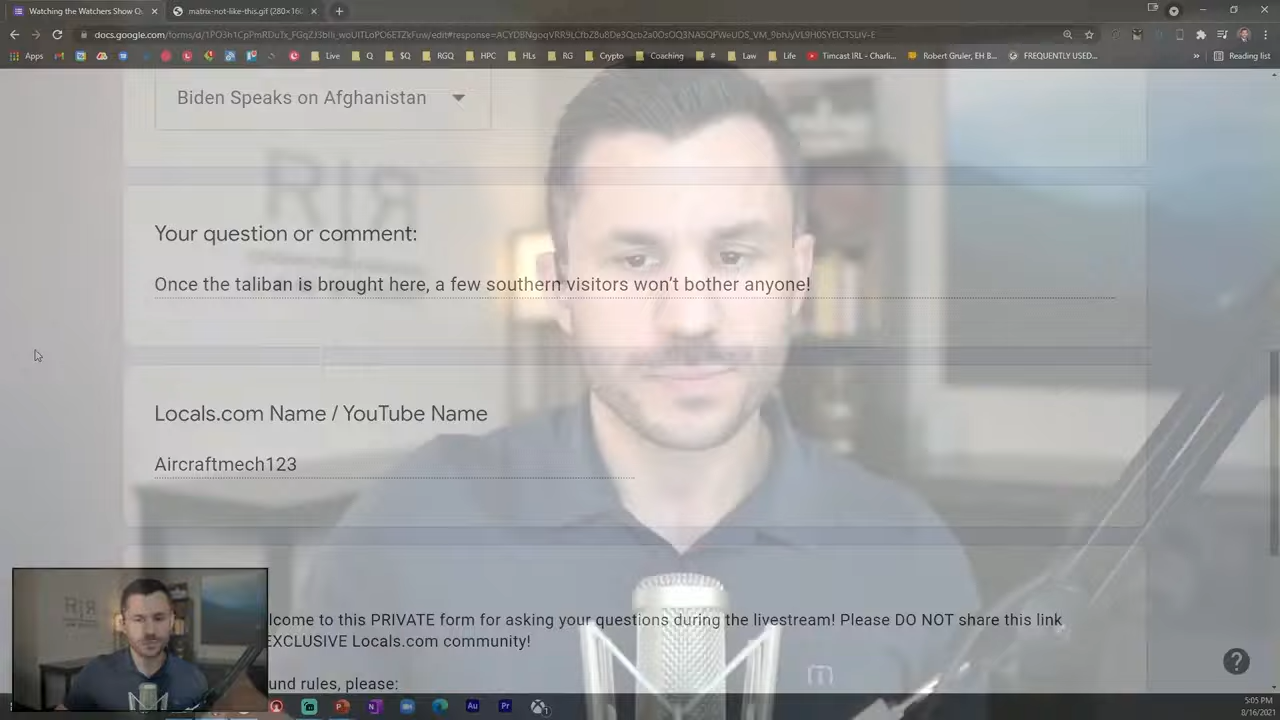 Watching the Watchers Show Q
matrix-not-like-this.gif (280×160
Apps
Live
Q
$Q
RGQ
HPC
HLs
RG
Crypto
Coaching
#
Law
Life
Timcast IRL - Charli...
Robert Gruler, EH B...
FREQUENTLY USED...
»
Reading list
Biden Speaks on Afghanistan
R|R
Your question or comment:
Once the taliban is brought here, a few southern visitors won’t bother anyone!
Locals.com Name / YouTube Name
Aircraftmech123
lcome to this PRIVATE form for asking your questions during the livestream! Please DO NOT share this link
EXCLUSIVE Locals.com community!
und rules, please:
5:05 PM
8/16/2021